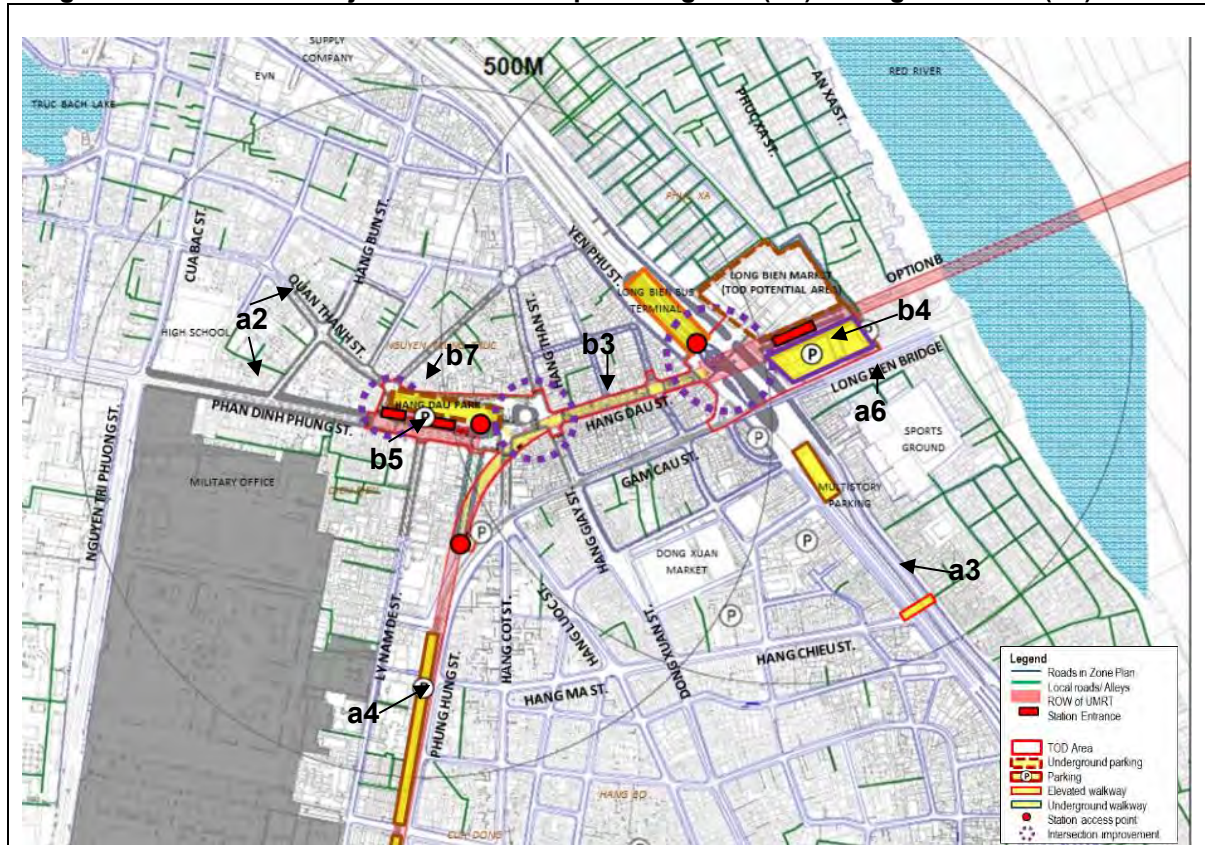 SUPPLY
COMPANY
EVN
500M
RED RIVER
TRUC BACH LAKE
AN XA ST.
PHUC XA ST.
PHUC XA
CUA BAC ST.
HANG BUN ST.
YEN PHU ST.
QUAN THANH ST.
a2
HIGH SCHOOL
LONG BIEN BUS
TERMINAL
LONG BIEN MARKET
(TOD POTENTIAL AREA)
OPTION B
b4
P
P
LONG BIEN BRIDGE
a6
b7
HANG THAN ST.
b3
HANG DAU PARK
P
b5
PHAN DINH PHUNG ST.
HANG DAU ST.
SPORTS
GROUND
P
GAM CAU ST.
MULTISTORY
PARKING
NGUYEN TRI PHUONG ST.
MILITARY OFFICE
P
HANG GIAY ST.
DONG XUAN
MARKET
P
a3
P
LY NAM DE ST.
HANG COT ST.
HANG LUOC ST.
DONG XUAN ST.
HANG CHIEU ST.
P
a4
HANG MA ST.
PHUNG HUNG ST.
HANG BO
CUA DONG
P
Legend
Roads in Zone Plan
Local roads/ Alleys
ROW of UMRT
Station Entrance
TOD Area
Underground parking
P
Parking
Elevated walkway
Underground walkway
Station access point
Intersection improvement